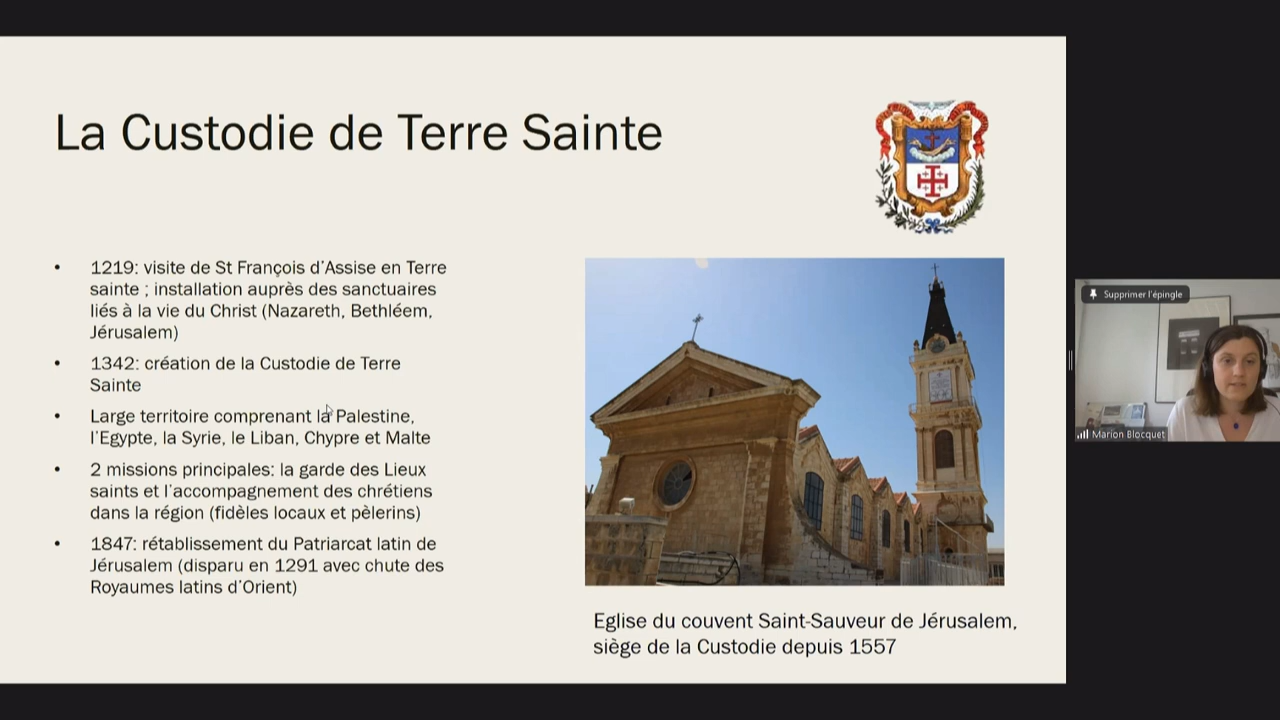 La Custodie de Terre Sainte
• 1219: visite de St François d'Assise en Terre
sainte ; installation auprès des sanctuaires
liés à la vie du Christ (Nazareth, Bethléem,
Jérusalem)
• 1342: création de la Custodie de Terre
Sainte
• Large territoire comprenant la Palestine,
l'Egypte, la Syrie, le Liban, Chypre et Malte
• 2 missions principales: la garde des Lieux
saints et l'accompagnement des chrétiens
dans la région (fidèles locaux et pèlerins)
• 1847: rétablissement du Patriarcat latin de
Jérusalem (disparu en 1291 avec chute des
Royaumes latins d'Orient)
Eglise du couvent Saint-Sauveur de Jérusalem,
siège de la Custodie depuis 1557
Supprimer l'épingle
Marion Blocquet